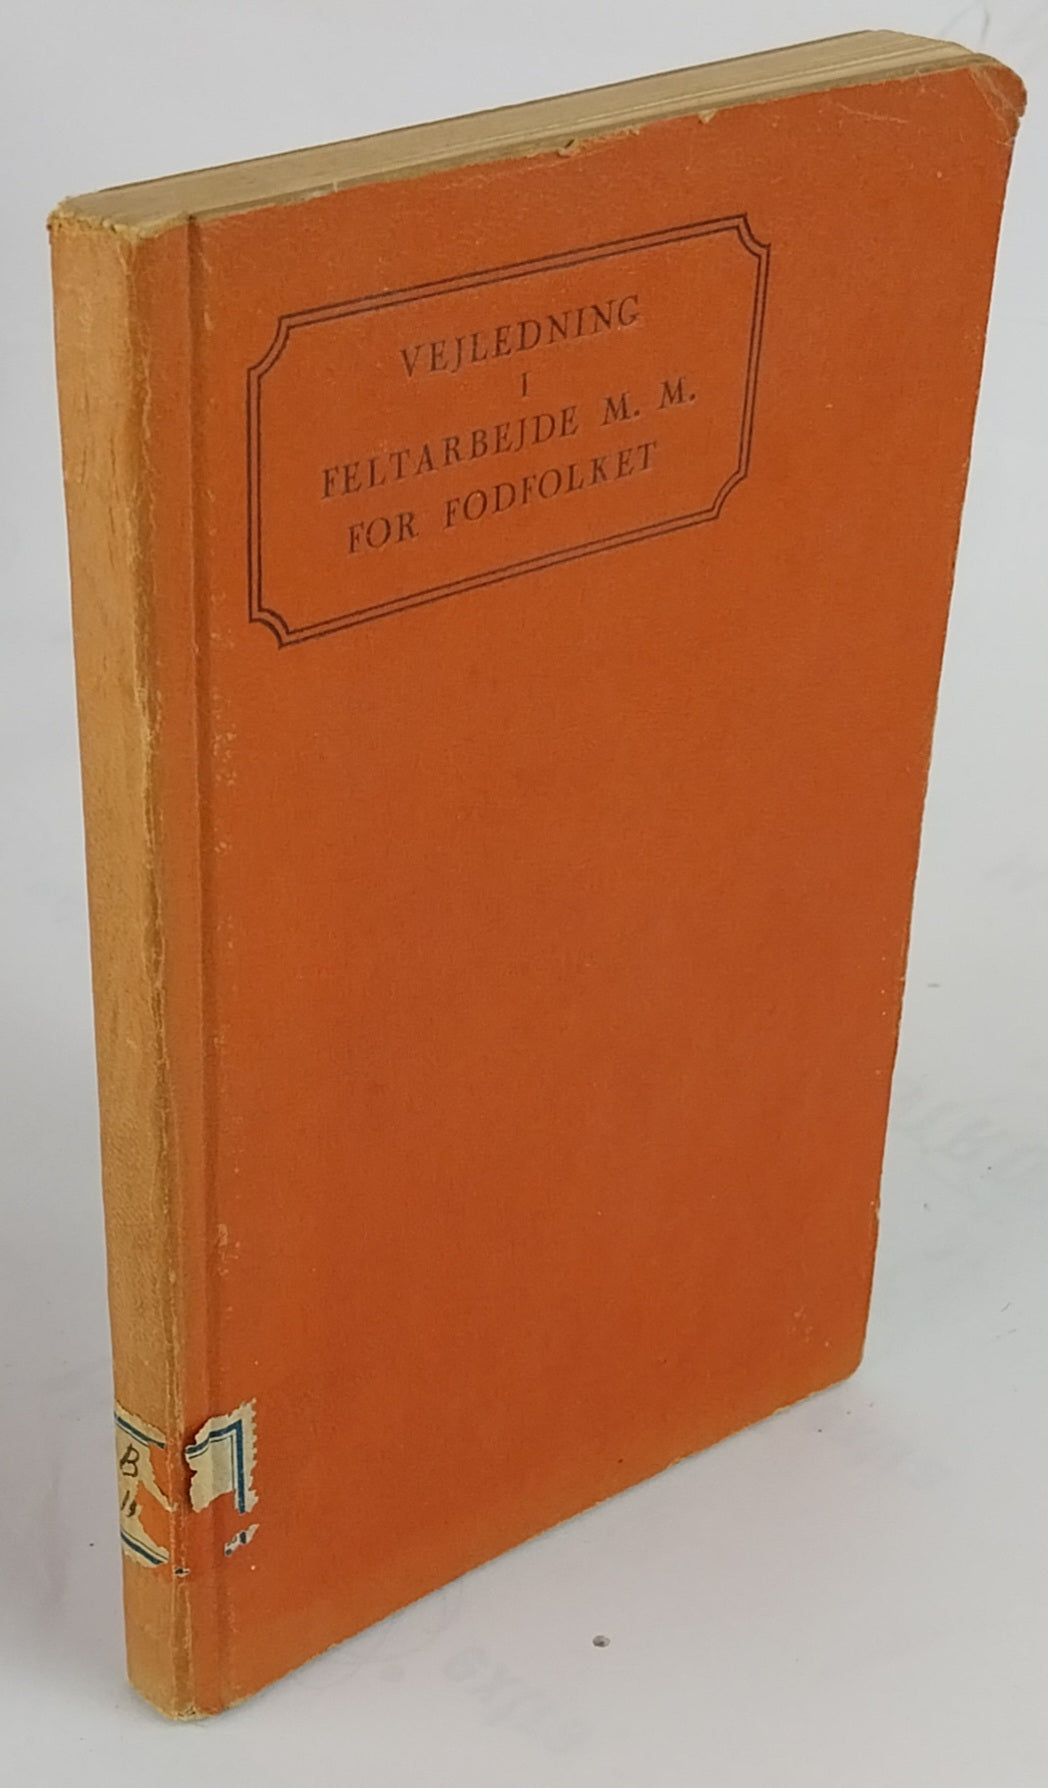 VEJLEDNING
I
FELTARBEJDE M. M.
FOR FODFOLKET
B